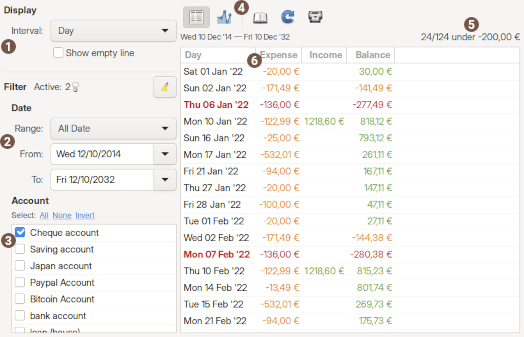 Display
Interval: Day
1
Show empty line
Filter Active: 2
Date
Range: All Date
2
From: Wed 12/10/2014
To: Fri 12/10/2032
Account
Select: All None Invert
3
Cheque account
Saving account
Japan account
Paypal Account
Bitcoin Account
bank account
loan (house)
4
5
Wed 10 Dec '14 — Fri 10 Dec '32 24/124 under -200,00 €
6
Day Expense Income Balance
Sat 01 Jan '22 -20,00 € 30,00 €
Sun 02 Jan '22 -171,49 € -141,49 €
Thu 06 Jan '22 -136,00 € -277,49 €
Mon 10 Jan '22 -122,99 € 1218,60 € 818,12 €
Sun 16 Jan '22 -25,00 € 793,12 €
Mon 17 Jan '22 -532,01 € 261,11 €
Fri 21 Jan '22 -94,00 € 167,11 €
Thu 27 Jan '22 -20,00 € 147,11 €
Fri 28 Jan '22 -100,00 € 47,11 €
Tue 01 Feb '22 -20,00 € 27,11 €
Wed 02 Feb '22 -171,49 € -144,38 €
Mon 07 Feb '22 -136,00 € -280,38 €
Thu 10 Feb '22 -122,99 € 1218,60 € 815,23 €
Mon 14 Feb '22 -13,49 € 801,74 €
Tue 15 Feb '22 -532,01 € 269,73 €
Mon 21 Feb '22 -94,00 € 175,73 €